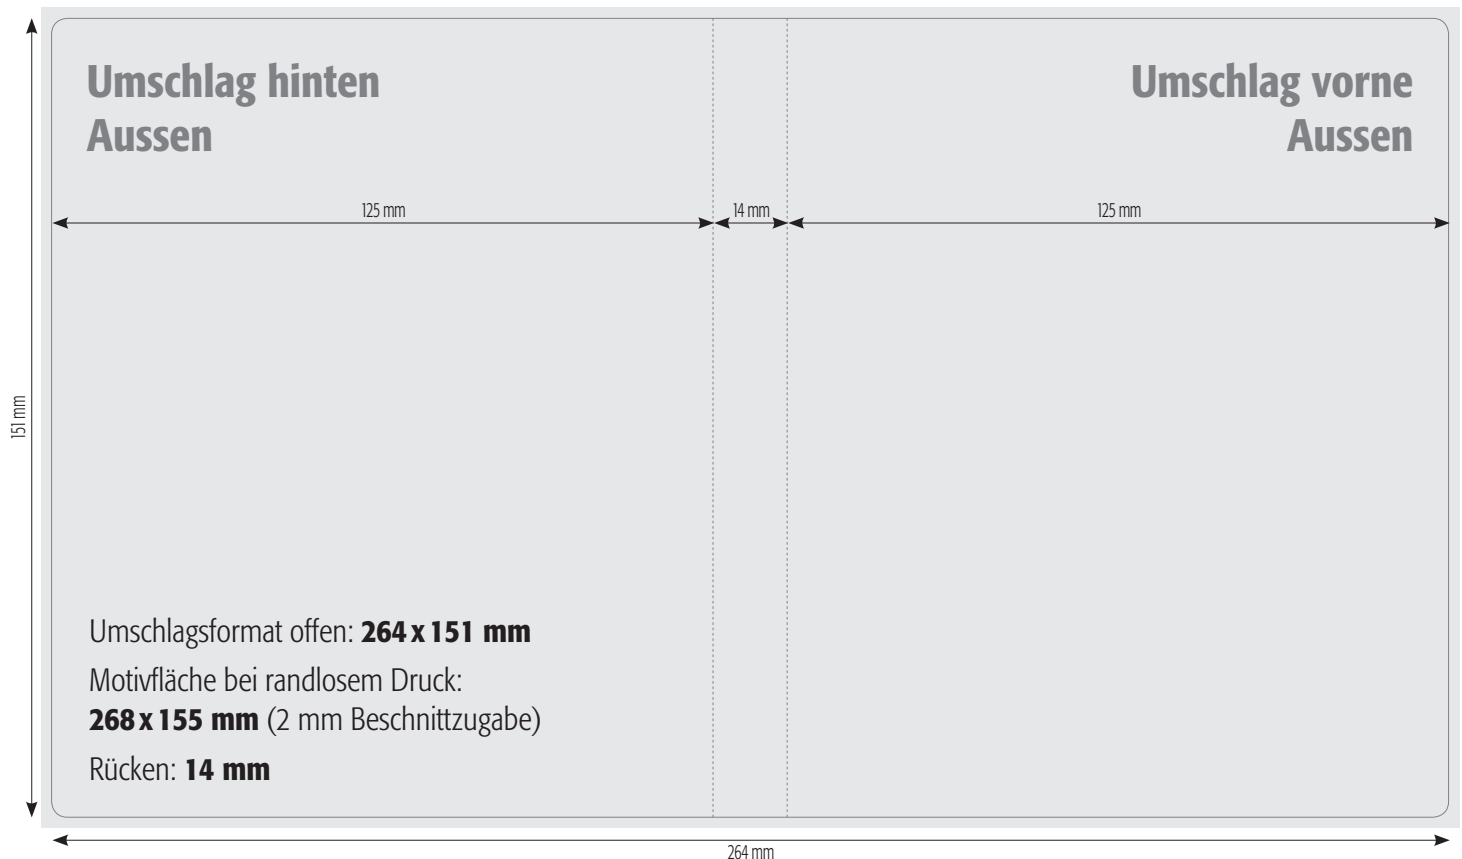 Umschlag hinten
Aussen
Umschlag vorne
Aussen
125 mm
14 mm
125 mm
151 mm
Umschlagsformat offen: 264 x 151 mm
Motivfläche bei randlosem Druck:
268 x 155 mm (2 mm Beschnittzugabe)
Rücken: 14 mm
264 mm